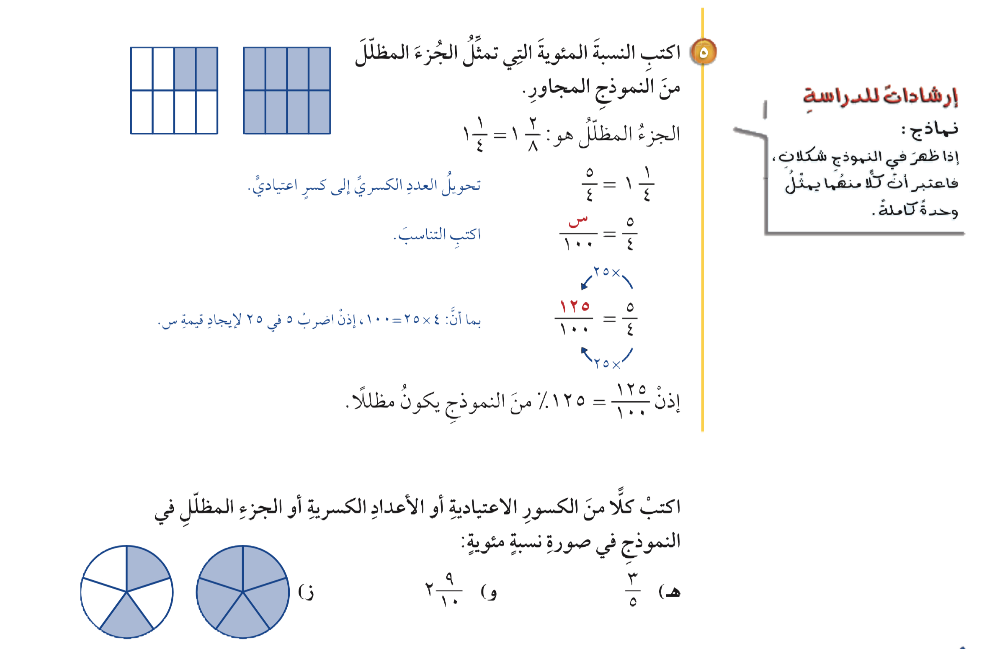 ٥ اكتبِ النسبةَ المئويةَ التِي تمثِّلُ الجُزءَ المظلّلَ
منَ النموذجِ المجاورِ.
الجزءُ المظلّلُ هو: ١ ٢/٨ = ١ ١/٤
١ ١/٤ = ٥/٤ تحويلُ العددِ الكسريِّ إلى كسرٍ اعتياديٍّ.
٥/٤ = س/١٠٠ اكتبِ التناسبَ.
×٢٥
٥/٤ = ١٢٥/١٠٠ بما أنَّ: ٤×٢٥=١٠٠، إذنْ اضربْ ٥ في ٢٥ لإيجادِ قيمةِ س.
×٢٥
إذنْ ١٢٥/١٠٠ = ١٢٥٪ منَ النموذجِ يكونُ مظللًا.
إرشاداتٌ للدراسةِ
نماذج:
إذا ظهرَ في النموذجِ شكلانِ،
فاعتبر أنّ كلًّا منهُما يمثّلُ
وحدةً كاملةً.
اكتبْ كلًّا منَ الكسورِ الاعتياديةِ أو الأعدادِ الكسريةِ أو الجزءِ المظلّلِ في
النموذجِ في صورةِ نسبةٍ مئويةٍ:
هـ) ٣/٥ و) ٢ ٩/١٠ ز)